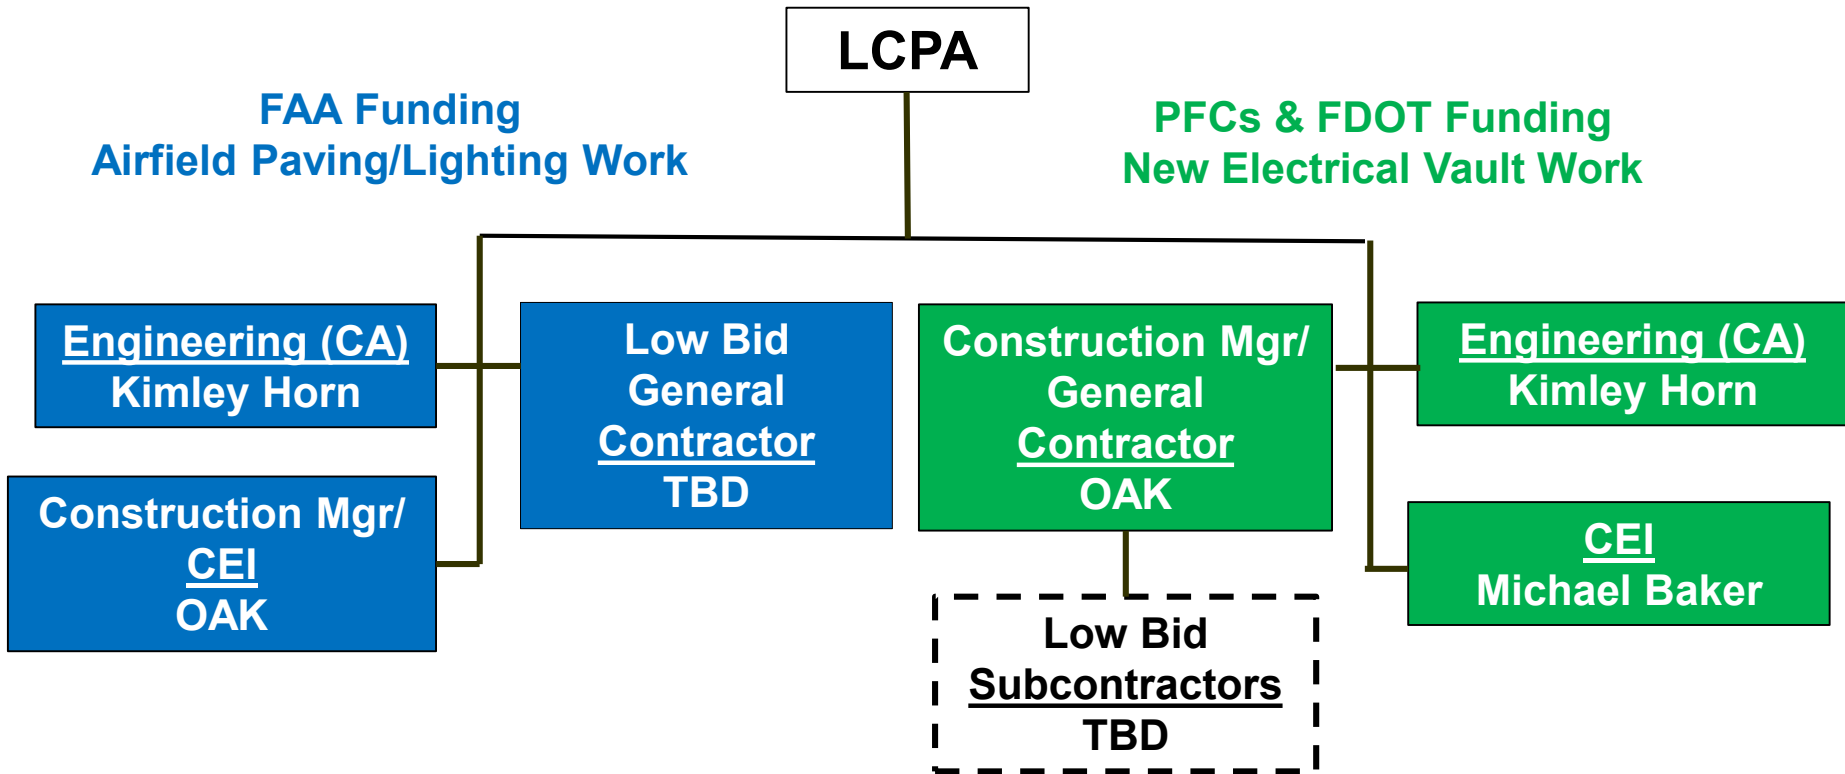 LCPA
FAA Funding
Airfield Paving/Lighting Work
PFCs & FDOT Funding
New Electrical Vault Work
Engineering (CA)
Kimley Horn
Low Bid
General
Contractor
TBD
Construction Mgr/
General
Contractor
OAK
Engineering (CA)
Kimley Horn
Construction Mgr/
CEI
OAK
CEI
Michael Baker
Low Bid
Subcontractors
TBD